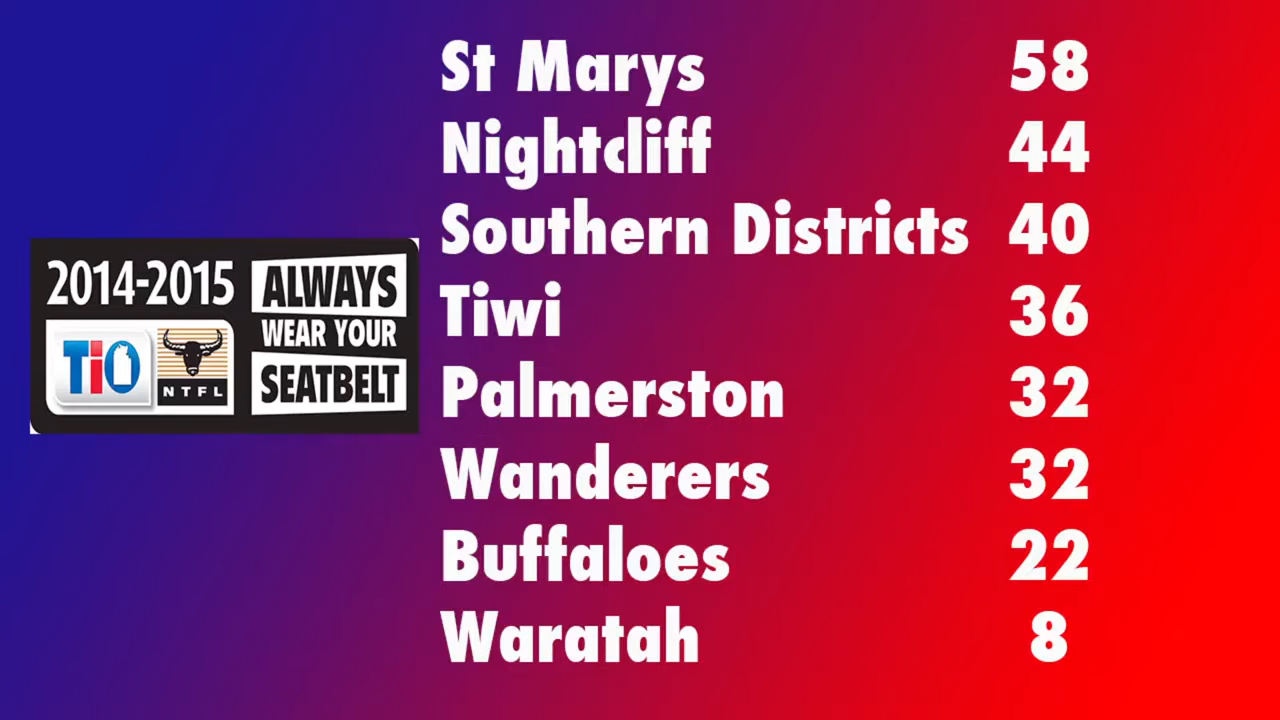 St Marys 58
Nightcliff 44
Southern Districts 40
Tiwi 36
Palmerston 32
Wanderers 32
Buffaloes 22
Waratah 8
2014-2015
TiO
NTFL
ALWAYS
WEAR YOUR
SEATBELT